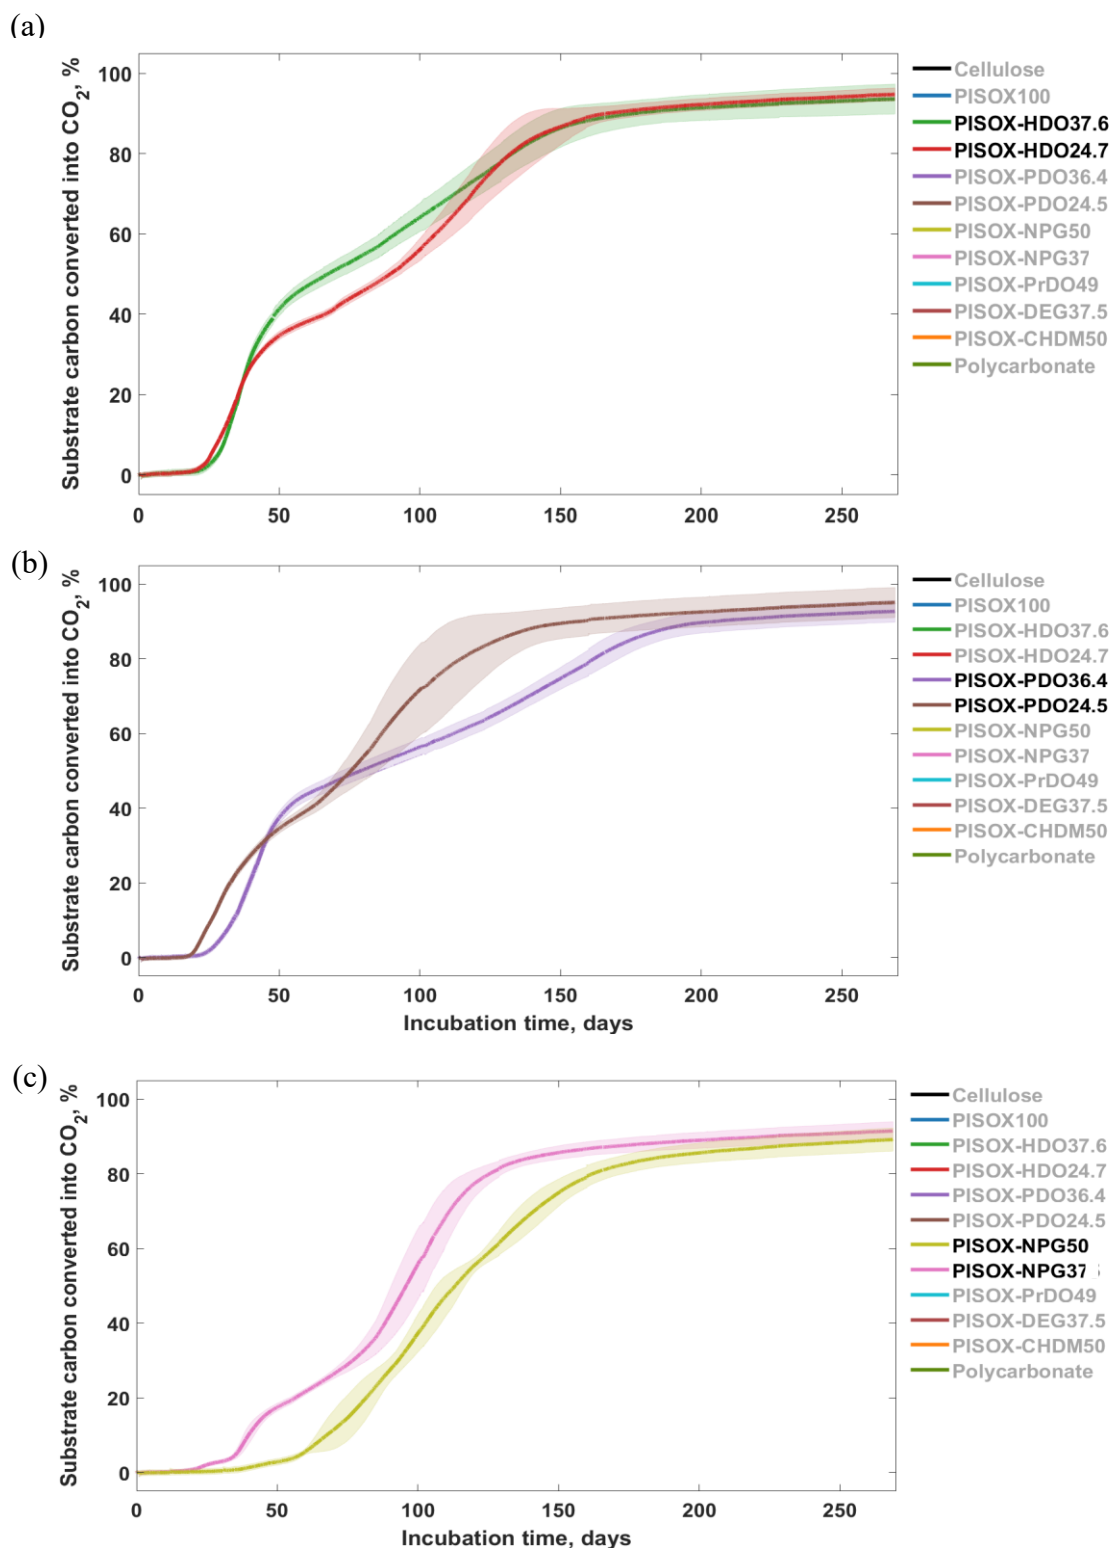 (a)
100
80
60
40
20
0
Substrate carbon converted into CO2, %
0 50 100 150 200 250
Cellulose
PISOX100
PISOX-HDO37.6
PISOX-HDO24.7
PISOX-PDO36.4
PISOX-PDO24.5
PISOX-NPG50
PISOX-NPG37
PISOX-PrDO49
PISOX-DEG37.5
PISOX-CHDM50
Polycarbonate
(b)
100
80
60
40
20
0
Substrate carbon converted into CO2, %
0 50 100 150 200 250
Incubation time, days
Cellulose
PISOX100
PISOX-HDO37.6
PISOX-HDO24.7
PISOX-PDO36.4
PISOX-PDO24.5
PISOX-NPG50
PISOX-NPG37
PISOX-PrDO49
PISOX-DEG37.5
PISOX-CHDM50
Polycarbonate
(c)
100
80
60
40
20
0
Substrate carbon converted into CO2, %
0 50 100 150 200 250
Incubation time, days
Cellulose
PISOX100
PISOX-HDO37.6
PISOX-HDO24.7
PISOX-PDO36.4
PISOX-PDO24.5
PISOX-NPG50
PISOX-NPG37
PISOX-PrDO49
PISOX-DEG37.5
PISOX-CHDM50
Polycarbonate